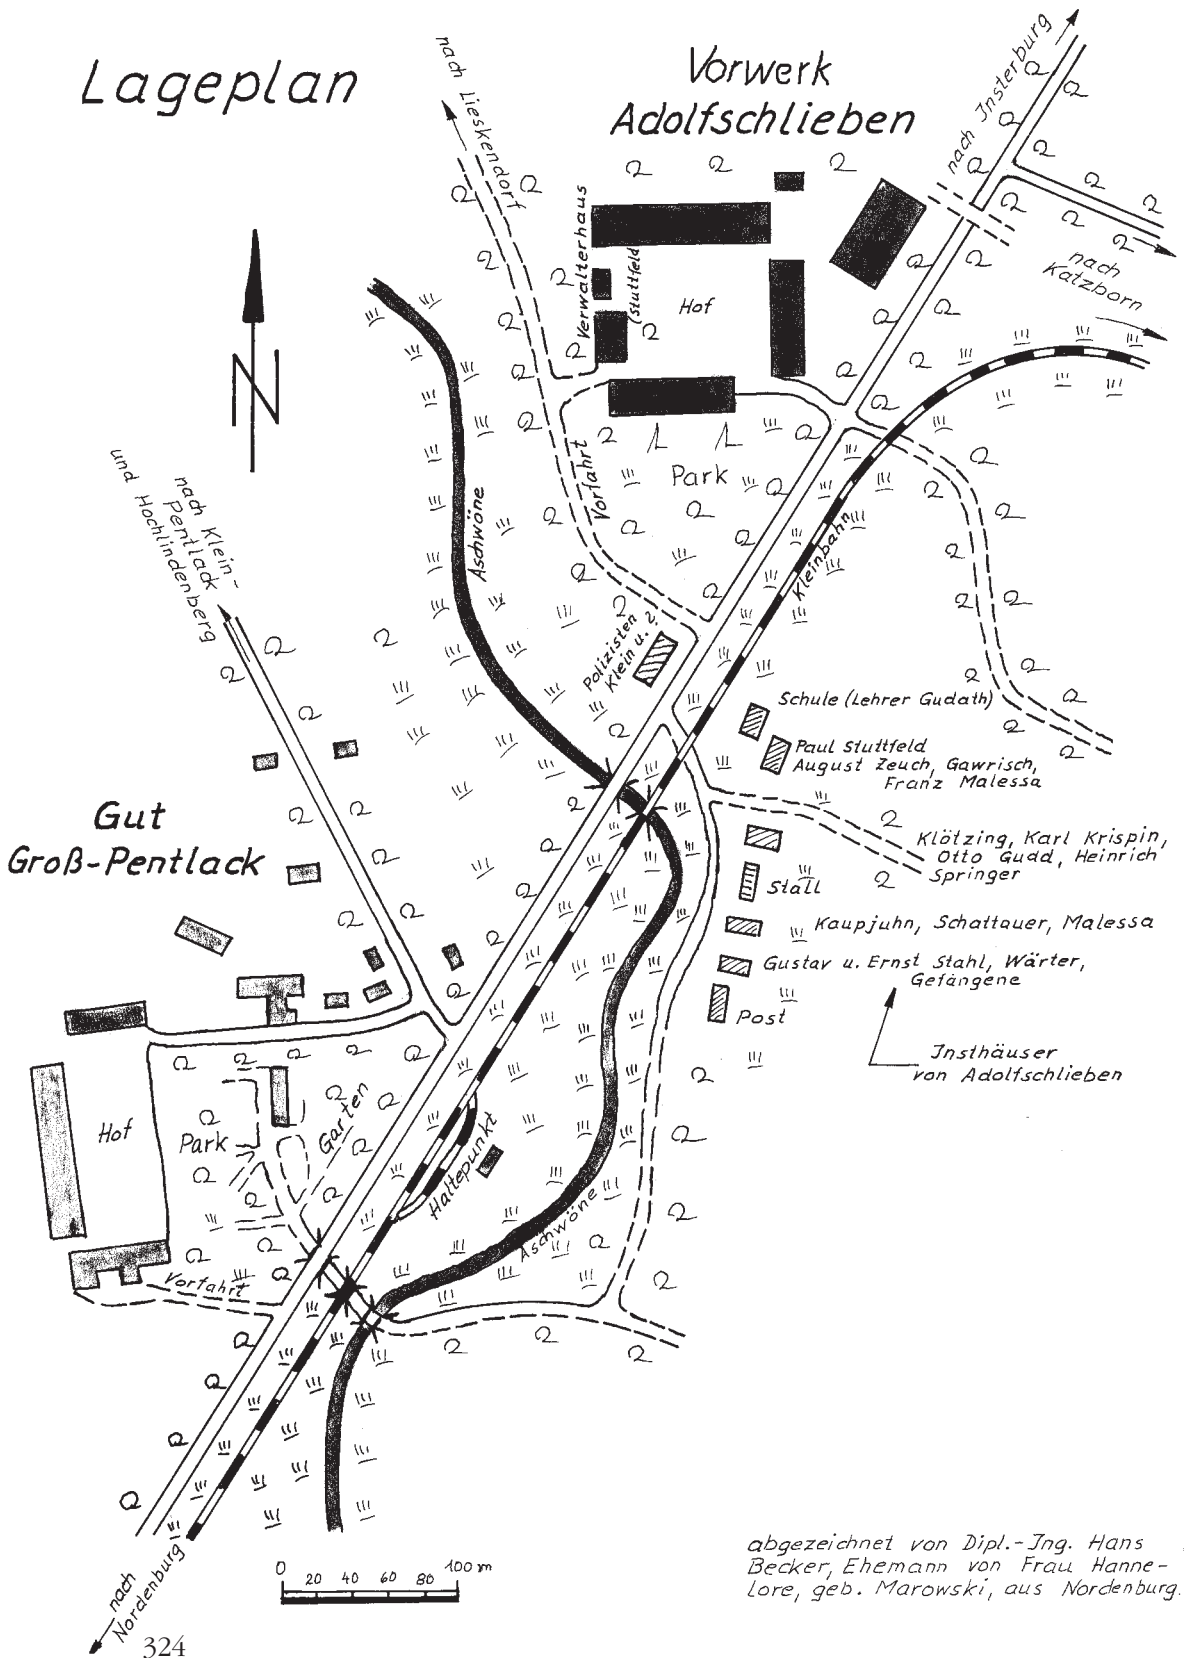 Lageplan
Vorwerk
Adolfschlieben
nach Lieskendorf
nach Insterburg
nach
Katzborn
Verwalterhaus
(Stuttfeld
Hof
N
Aschwöne
Vorfahrt
Park
Kleinbahn
nach Klein-
Pentlack
und Hochlindenberg
Polizisten
Klein u. ?
Schule (Lehrer Gudath)
Paul Stuttfeld
August Zeuch, Gawrisch,
Franz Malessa
Gut
Groß-Pentlack
Klötzing, Karl Krispin,
Otto Gudd, Heinrich
Springer
Stall
Kaupjuhn, Schattauer, Malessa
Gustav u. Ernst Stahl, Wärter,
Gefangene
Post
Insthäuser
von Adolfschlieben
Hof
Park
Garten
Haltepunkt
Aschwöne
Vorfahrt
0 20 40 60 80 100 m
abgezeichnet von Dipl.-Ing. Hans
Becker, Ehemann von Frau Hanne-
lore, geb. Marowski, aus Nordenburg.
nach
Nordenburg
324